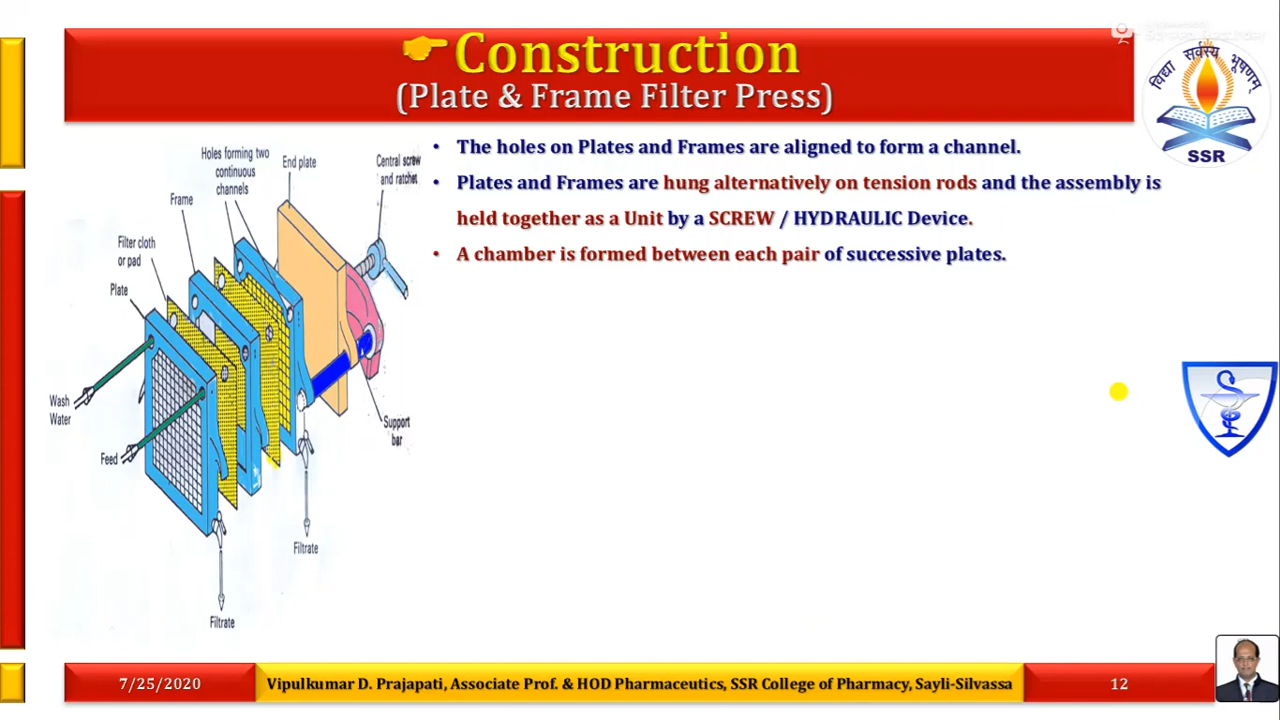 Construction
(Plate & Frame Filter Press)
विद्या सर्वस्य भूषणम्
SSR
• The holes on Plates and Frames are aligned to form a channel.
• Plates and Frames are hung alternatively on tension rods and the assembly is
held together as a Unit by a SCREW / HYDRAULIC Device.
• A chamber is formed between each pair of successive plates.
Holes forming two
continuous
channels
End plate
Central screw
and ratchet
Frame
Filter cloth
or pad
Plate
Wash
Water
Feed
Support
bar
Filtrate
Filtrate
7/25/2020
Vipulkumar D. Prajapati, Associate Prof. & HOD Pharmaceutics, SSR College of Pharmacy, Sayli-Silvassa
12